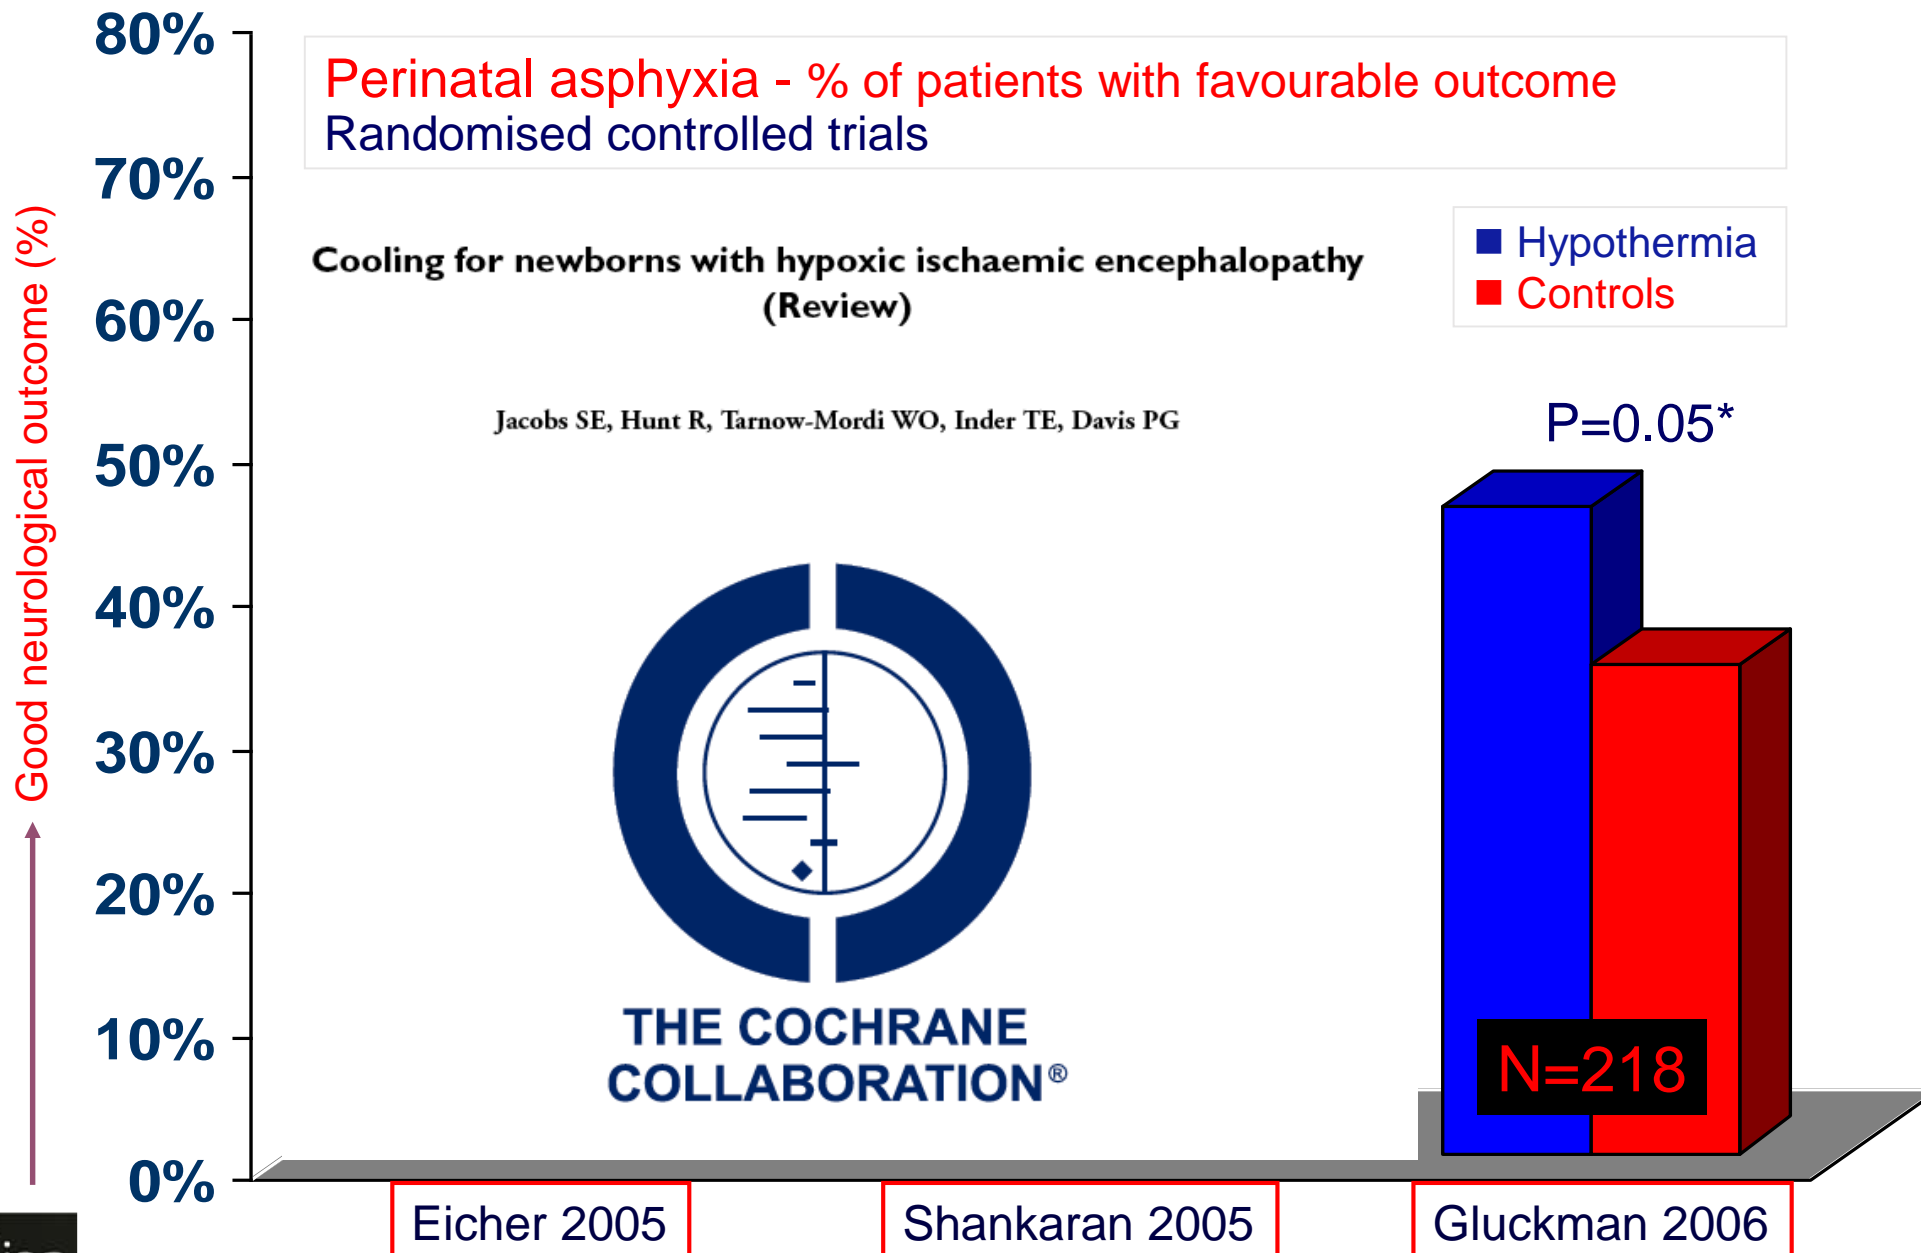 80%
Perinatal asphyxia - % of patients with favourable outcome
Randomised controlled trials
70%
Good neurological outcome (%)
Cooling for newborns with hypoxic ischaemic encephalopathy
(Review)
Hypothermia
Controls
60%
Jacobs SE, Hunt R, Tarnow-Mordi WO, Inder TE, Davis PG
P=0.05*
50%
40%
30%
20%
THE COCHRANE
COLLABORATION®
10%
N=218
0%
Eicher 2005
Shankaran 2005
Gluckman 2006